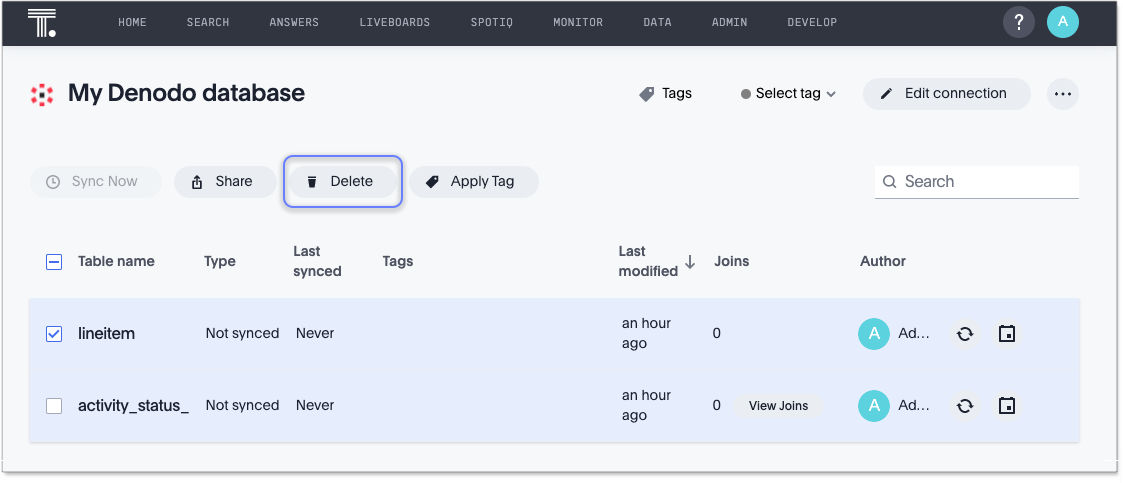 T.
HOME SEARCH ANSWERS LIVEBOARDS SPOTIQ MONITOR DATA ADMIN DEVELOP ? A
My Denodo database Tags Select tag Edit connection ...
Sync Now Share Delete Apply Tag Search
Table name Type Last synced Tags Last modified Joins Author
lineitem Not synced Never an hour ago 0 A Ad...
activity_status_ Not synced Never an hour ago 0 View Joins A Ad...